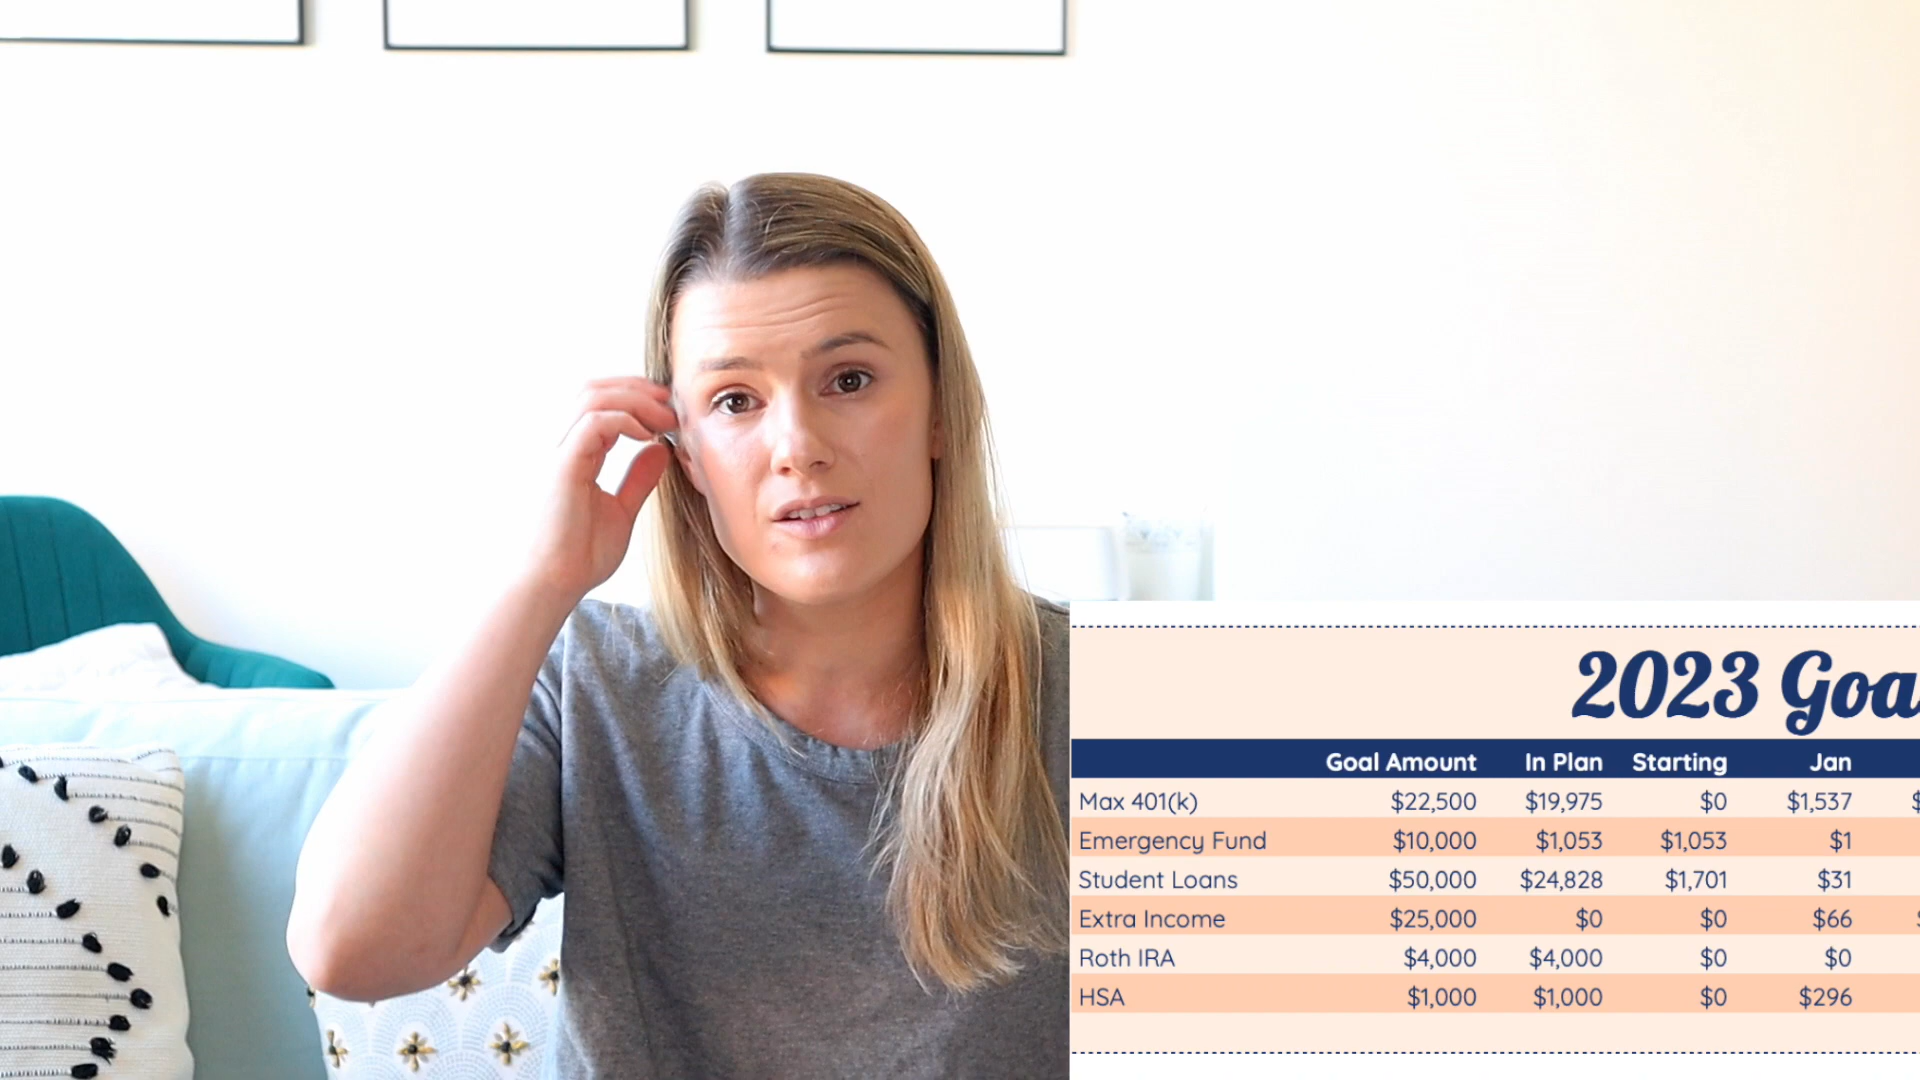 2023 Goa
Goal Amount In Plan Starting Jan
Max 401(k) $22,500 $19,975 $0 $1,537 $
Emergency Fund $10,000 $1,053 $1,053 $1
Student Loans $50,000 $24,828 $1,701 $31
Extra Income $25,000 $0 $0 $66
Roth IRA $4,000 $4,000 $0 $0
HSA $1,000 $1,000 $0 $296